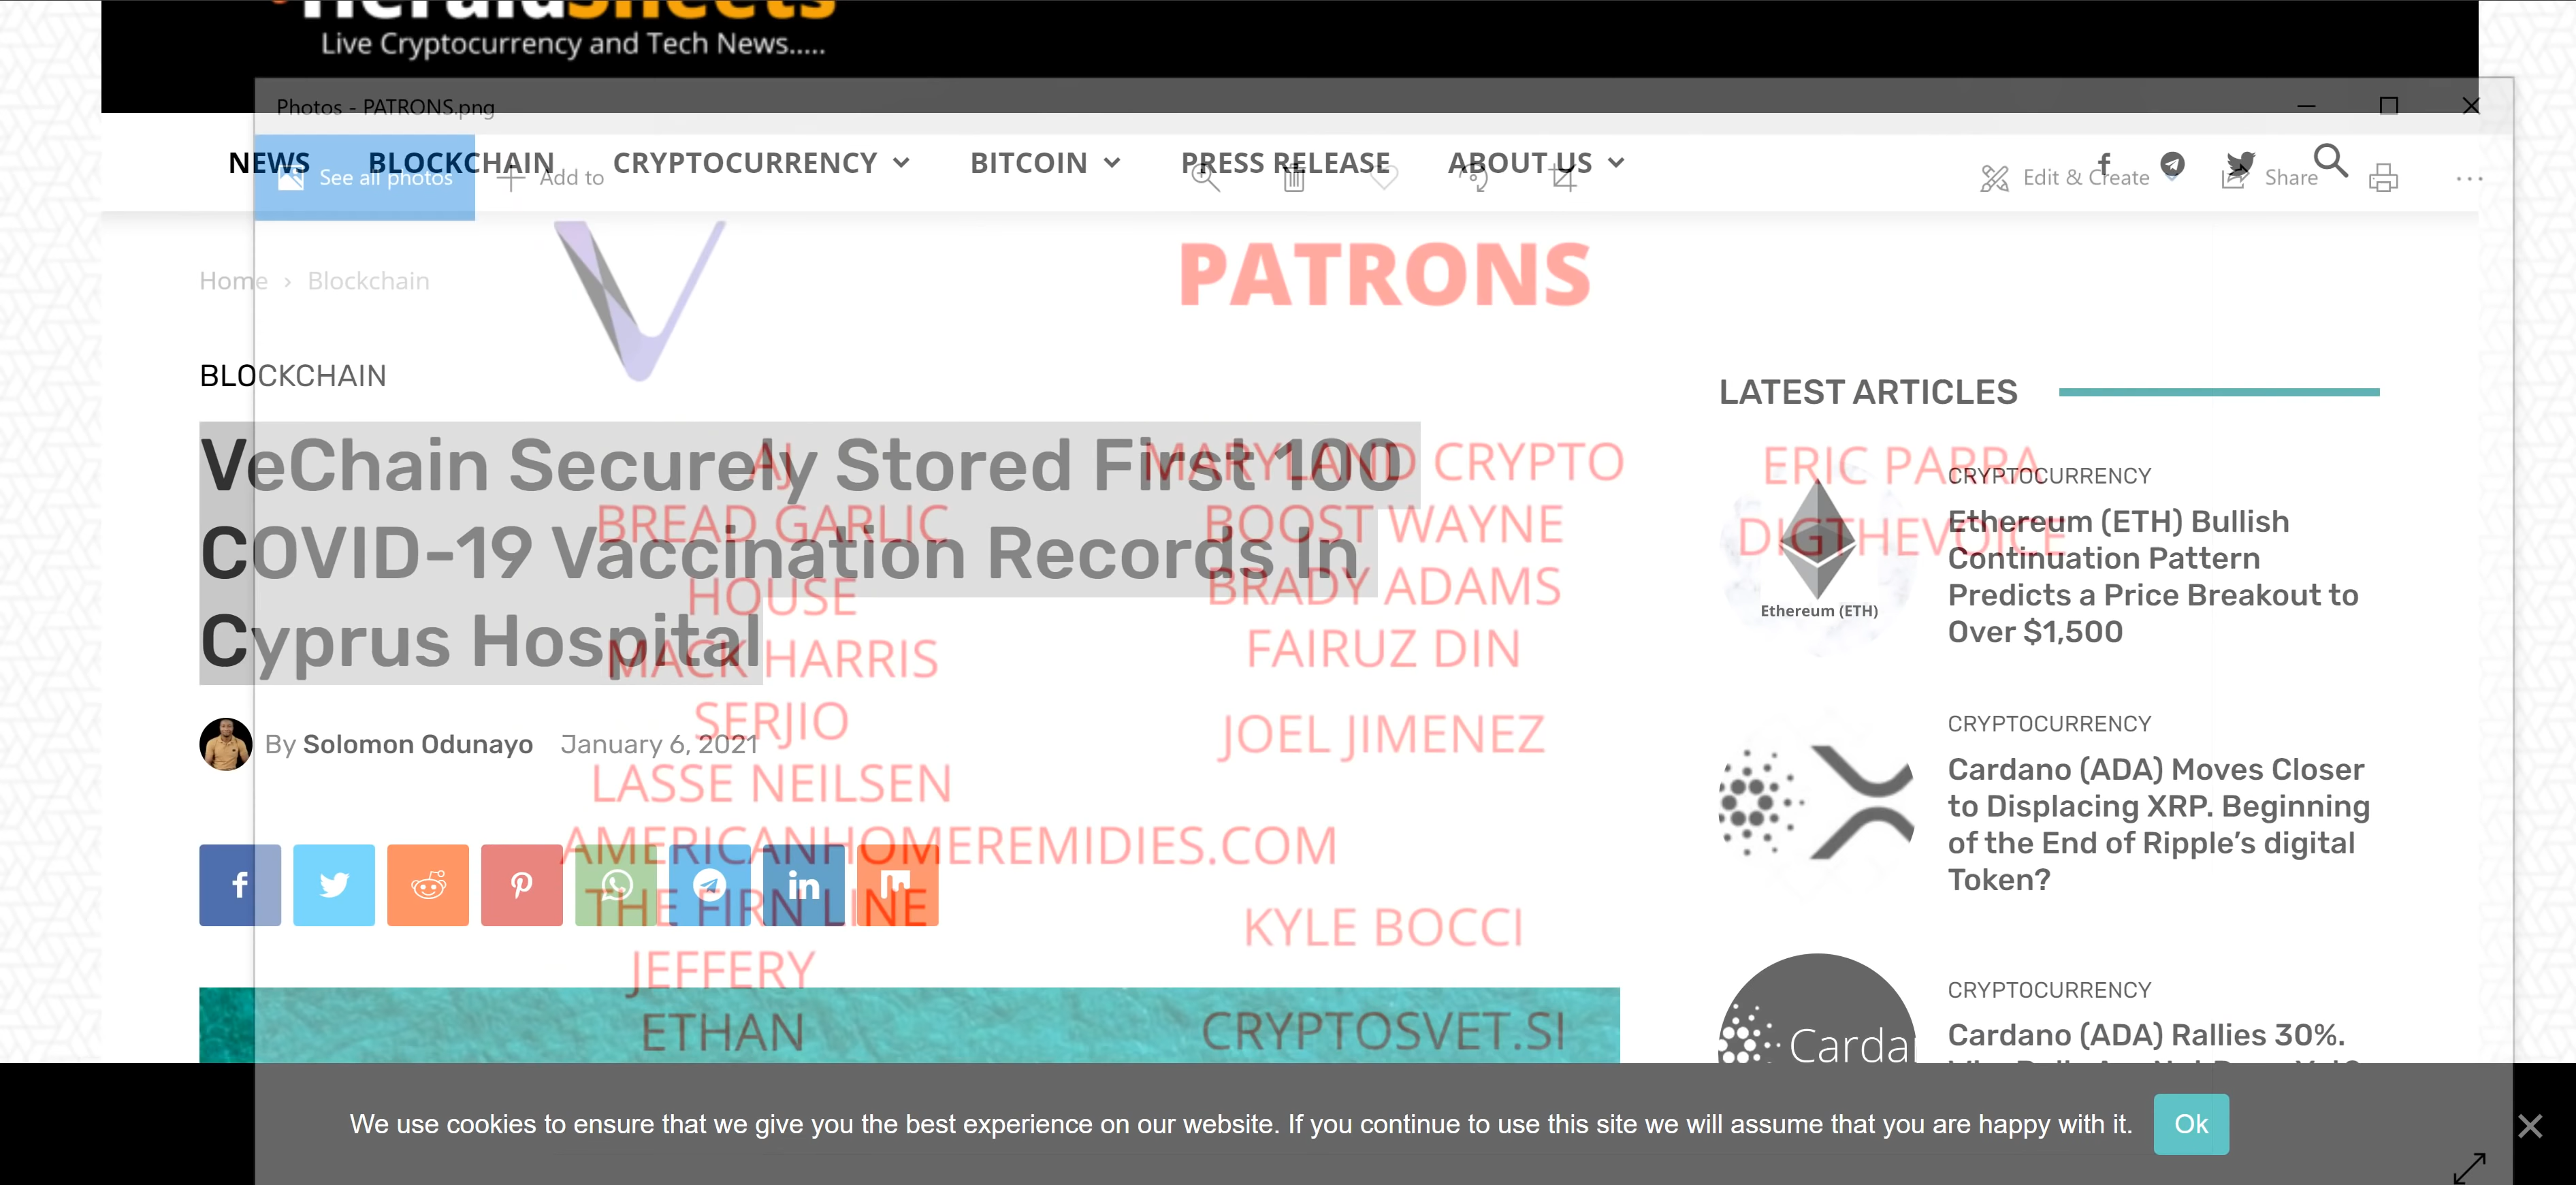 HeraldSheets
Live Cryptocurrency and Tech News.....
Photos - PATRONS.png
NEWS BLOCKCHAIN CRYPTOCURRENCY BITCOIN PRESS RELEASE ABOUT US
See all photos Add to Edit & Create Share
PATRONS
Home › Blockchain
BLOCKCHAIN
VeChain Securely Stored First 100
COVID-19 Vaccination Records In
Cyprus Hospital
By Solomon Odunayo January 6, 2021
AJ
BREAD GARLIC
HOUSE
MACK HARRIS
SERJIO
LASSE NEILSEN
AMERICANHOMEREMIDIES.COM
THE FIRN LINE
JEFFERY
ETHAN
MARYLAND CRYPTO
BOOST WAYNE
BRADY ADAMS
FAIRUZ DIN
JOEL JIMENEZ
KYLE BOCCI
CRYPTOSVET.SI
ERIC PARRA
DIGTHEVOICE
LATEST ARTICLES
Ethereum (ETH)
CRYPTOCURRENCY
Ethereum (ETH) Bullish
Continuation Pattern
Predicts a Price Breakout to
Over $1,500
CRYPTOCURRENCY
Cardano (ADA) Moves Closer
to Displacing XRP. Beginning
of the End of Ripple’s digital
Token?
Carda
CRYPTOCURRENCY
Cardano (ADA) Rallies 30%.
We use cookies to ensure that we give you the best experience on our website. If you continue to use this site we will assume that you are happy with it. Ok